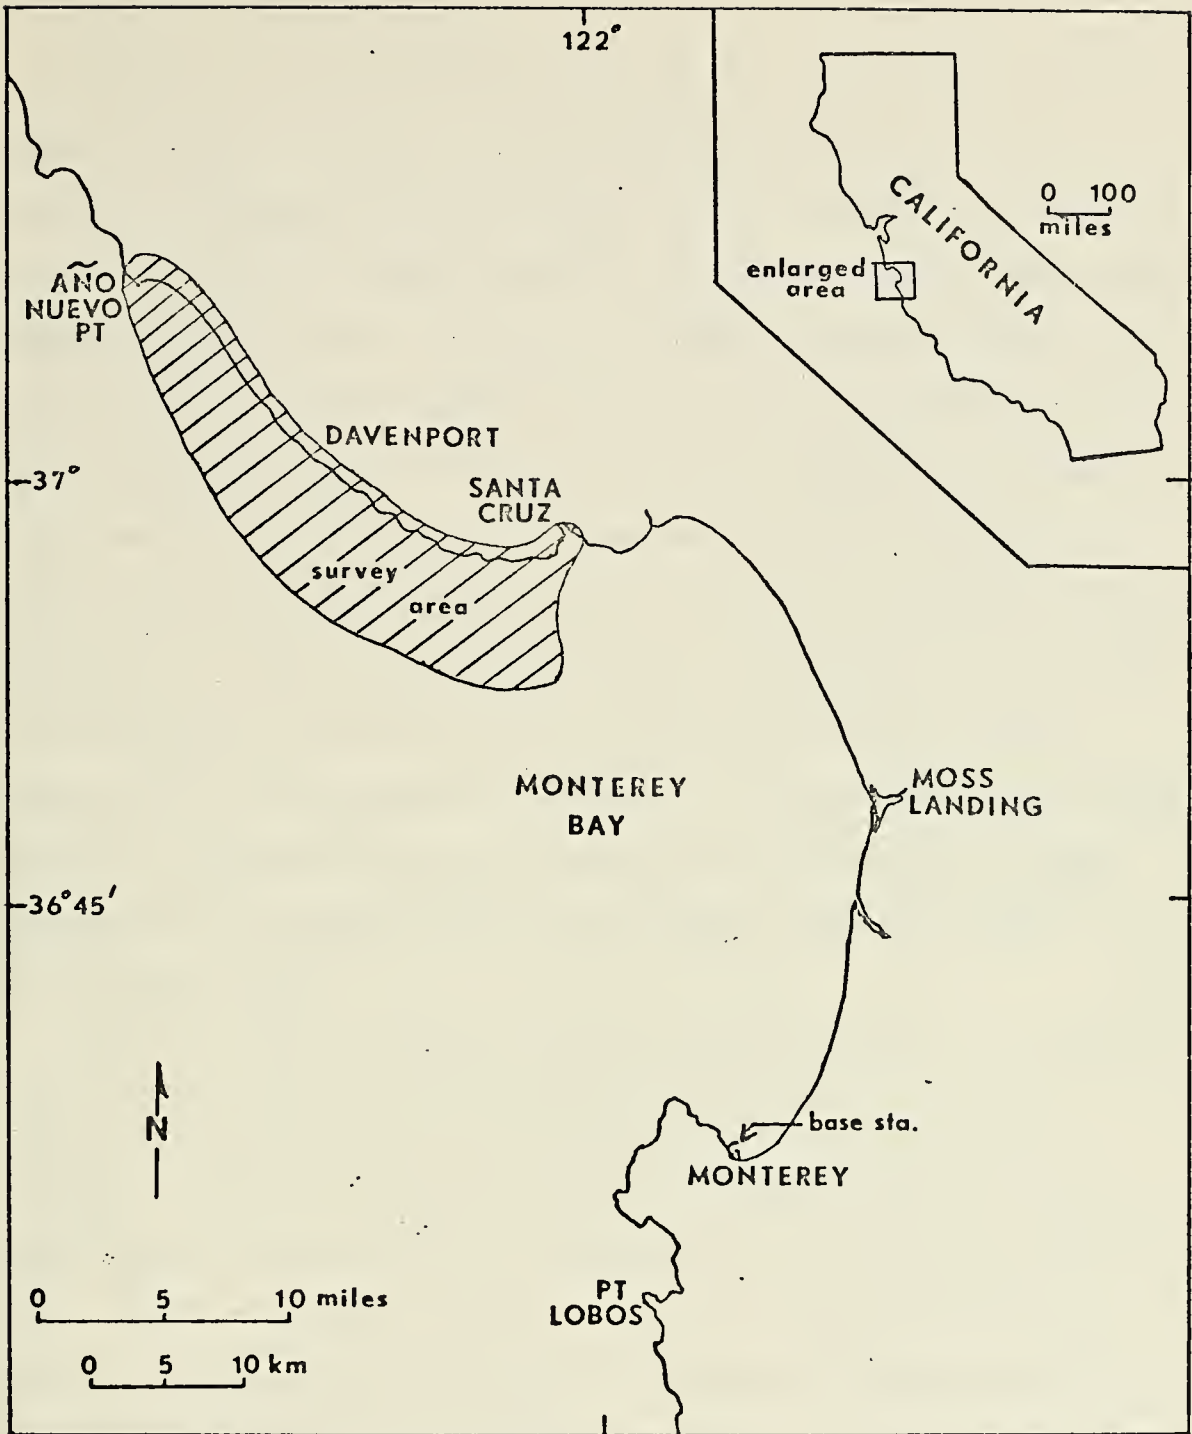 122°
CALIFORNIA
0 100
miles
enlarged
area
AÑO
NUEVO
PT
DAVENPORT
37°
SANTA
CRUZ
survey
area
MONTEREY
BAY
MOSS
LANDING
36°45'
N
base sta.
MONTEREY
PT
LOBOS
0 5 10 miles
0 5 10 km